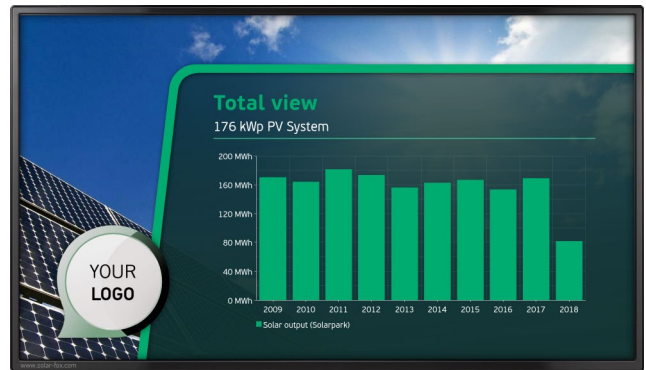 Total view
176 kWp PV System
200 MWh
160 MWh
120 MWh
80 MWh
40 MWh
0 MWh
2009 2010 2011 2012 2013 2014 2015 2016 2017 2018
Solar output (Solarpark)
YOUR
LOGO
www.solar-fox.com